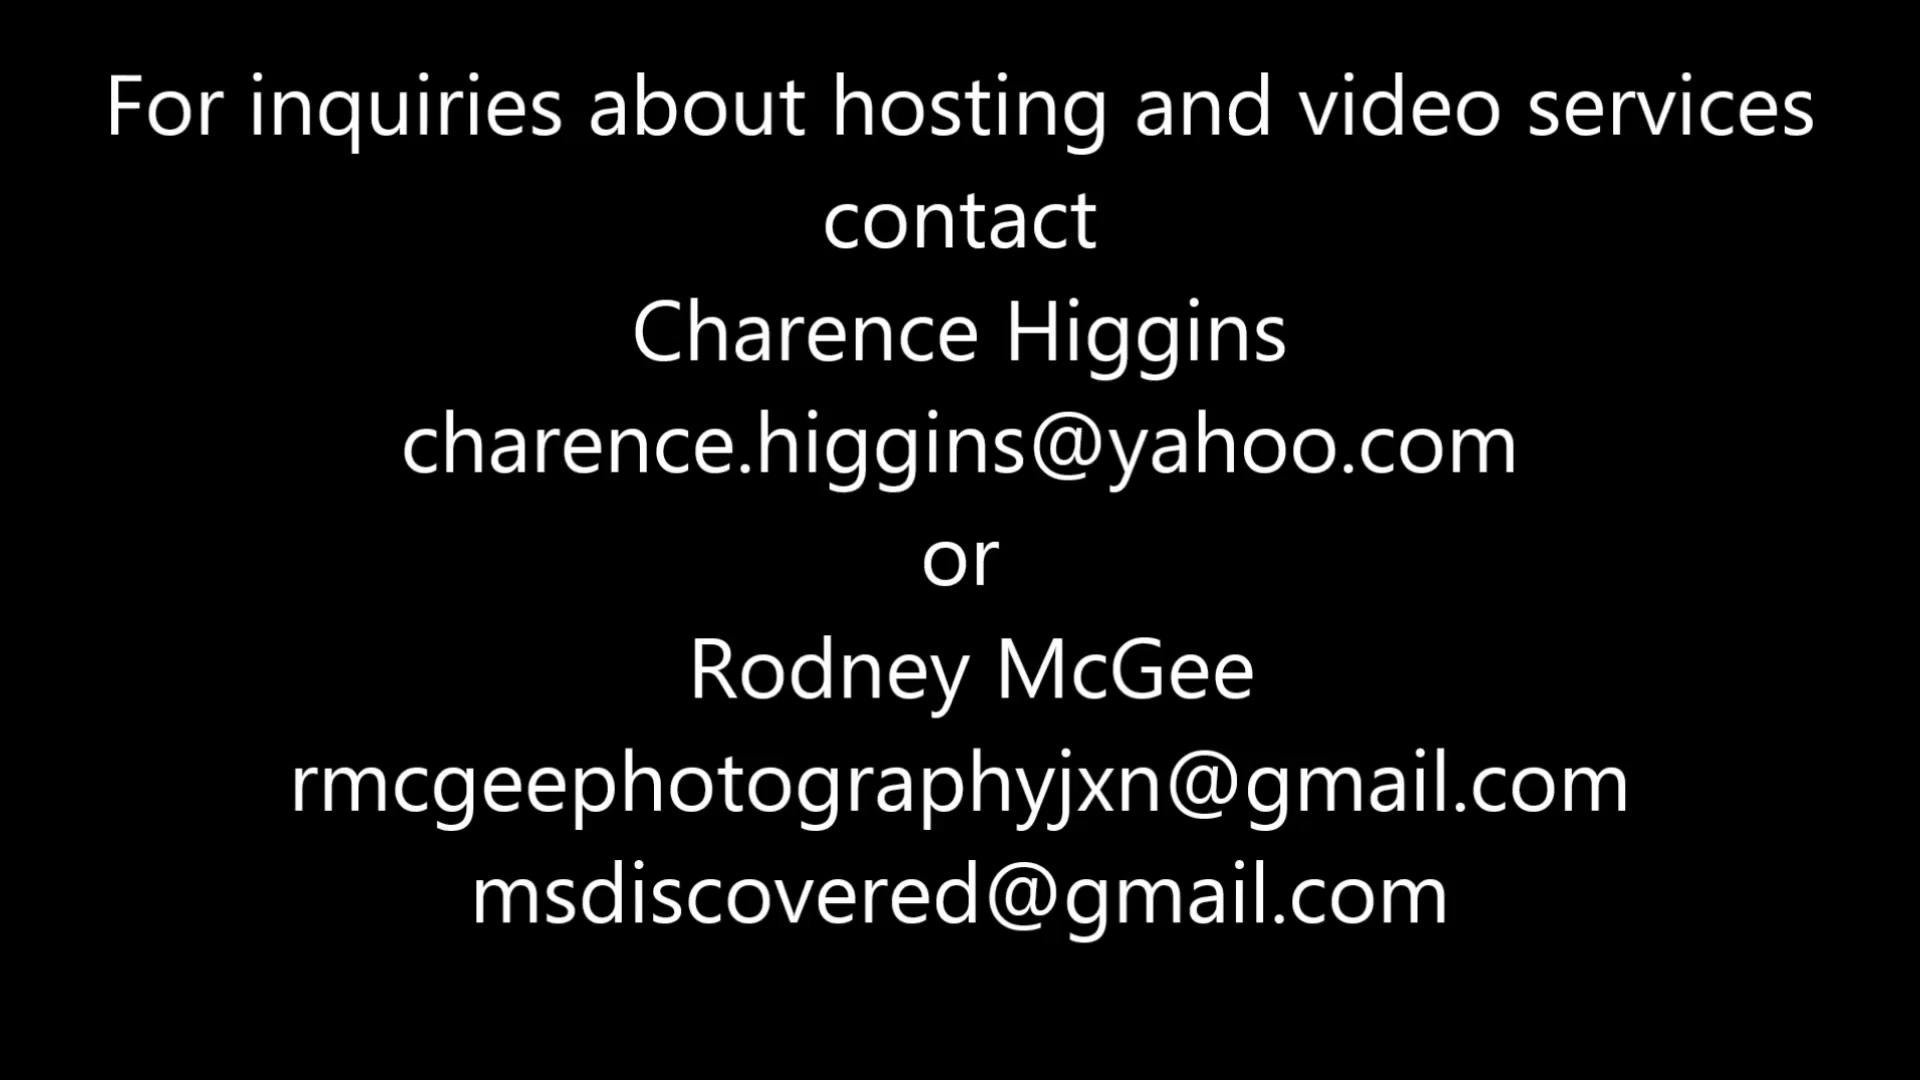 For inquiries about hosting and video services
contact
Charence Higgins
charence.higgins@yahoo.com
or
Rodney McGee
rmcgeephotographyjxn@gmail.com
msdiscovered@gmail.com